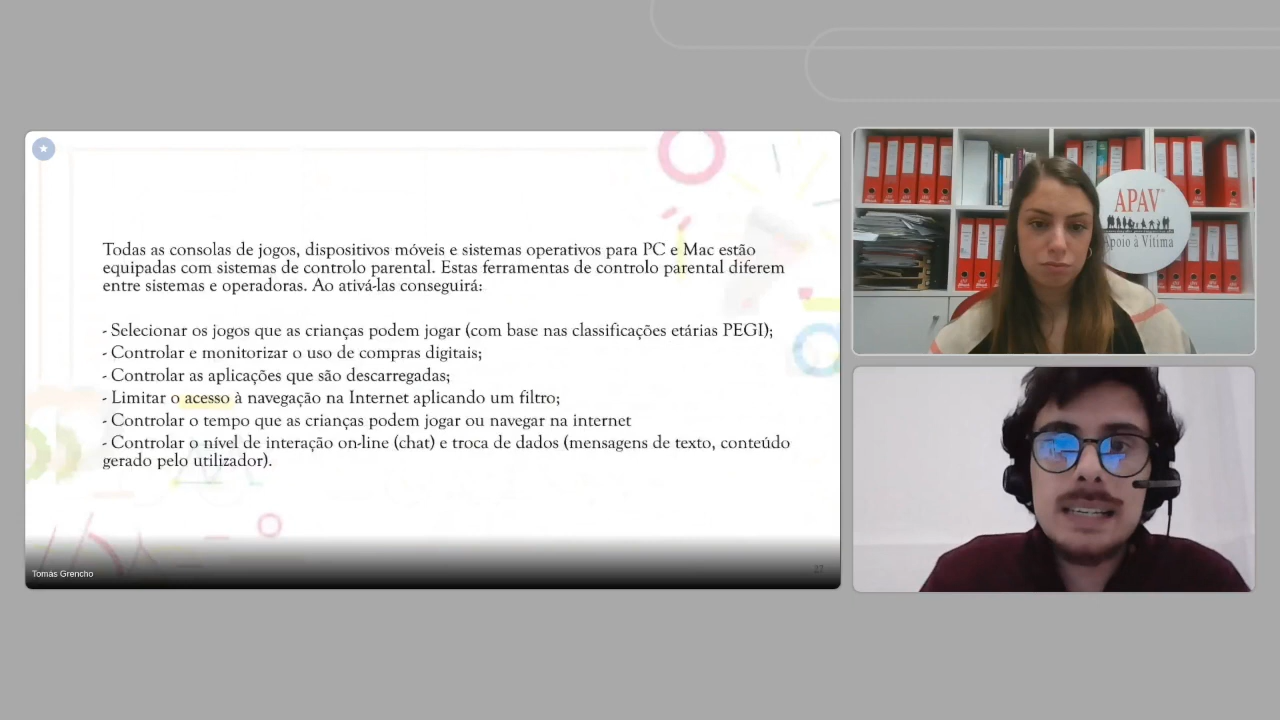 Todas as consolas de jogos, dispositivos móveis e sistemas operativos para PC e Mac estão
equipadas com sistemas de controlo parental. Estas ferramentas de controlo parental diferem
entre sistemas e operadoras. Ao ativá-las conseguirá:
- Selecionar os jogos que as crianças podem jogar (com base nas classificações etárias PEGI);
- Controlar e monitorizar o uso de compras digitais;
- Controlar as aplicações que são descarregadas;
- Limitar o acesso à navegação na Internet aplicando um filtro;
- Controlar o tempo que as crianças podem jogar ou navegar na internet
- Controlar o nível de interação on-line (chat) e troca de dados (mensagens de texto, conteúdo
gerado pelo utilizador).
22
Tomás Grencho
APAV
Apoio à Vítima